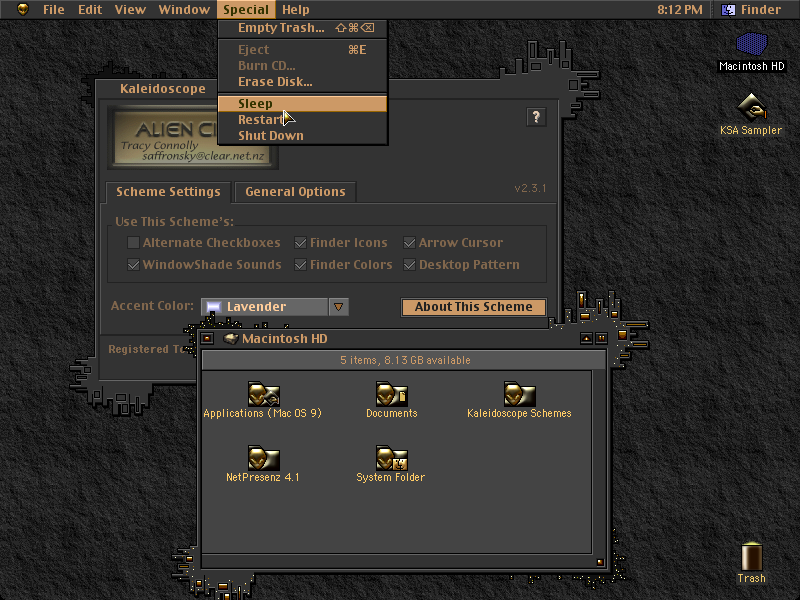 File Edit View Window Special Help 8:12 PM Finder
Empty Trash... ⇧⌘⌫
Eject ⌘E
Burn CD...
Erase Disk...
Sleep
Restart
Shut Down
Macintosh HD
KSA Sampler
Kaleidoscope
ALIEN
Tracy Connolly
saffronsky@clear.net.nz
?
Scheme Settings General Options v2.3.1
Use This Scheme's:
Alternate Checkboxes Finder Icons Arrow Cursor
WindowShade Sounds Finder Colors Desktop Pattern
Accent Color: Lavender About This Scheme
Registered
Macintosh HD
5 items, 8.13 GB available
Applications (Mac OS 9) Documents Kaleidoscope Schemes
NetPresenz 4.1 System Folder
Trash